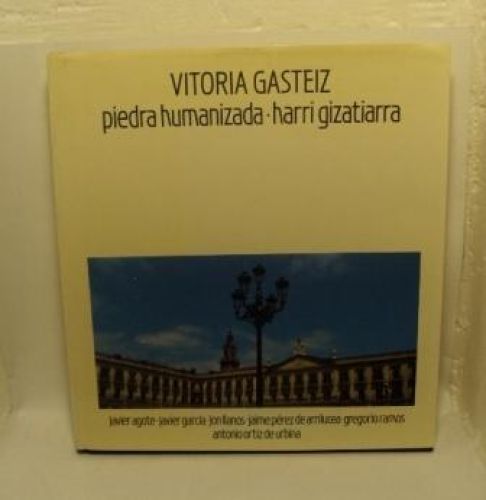 VITORIA GASTEIZ
piedra humanizada · harri gizatiarra
javier agote · javier garcía · jon llanos · jaime pérez de arrilucea · gregorio ramos
antonio ortiz de urbina